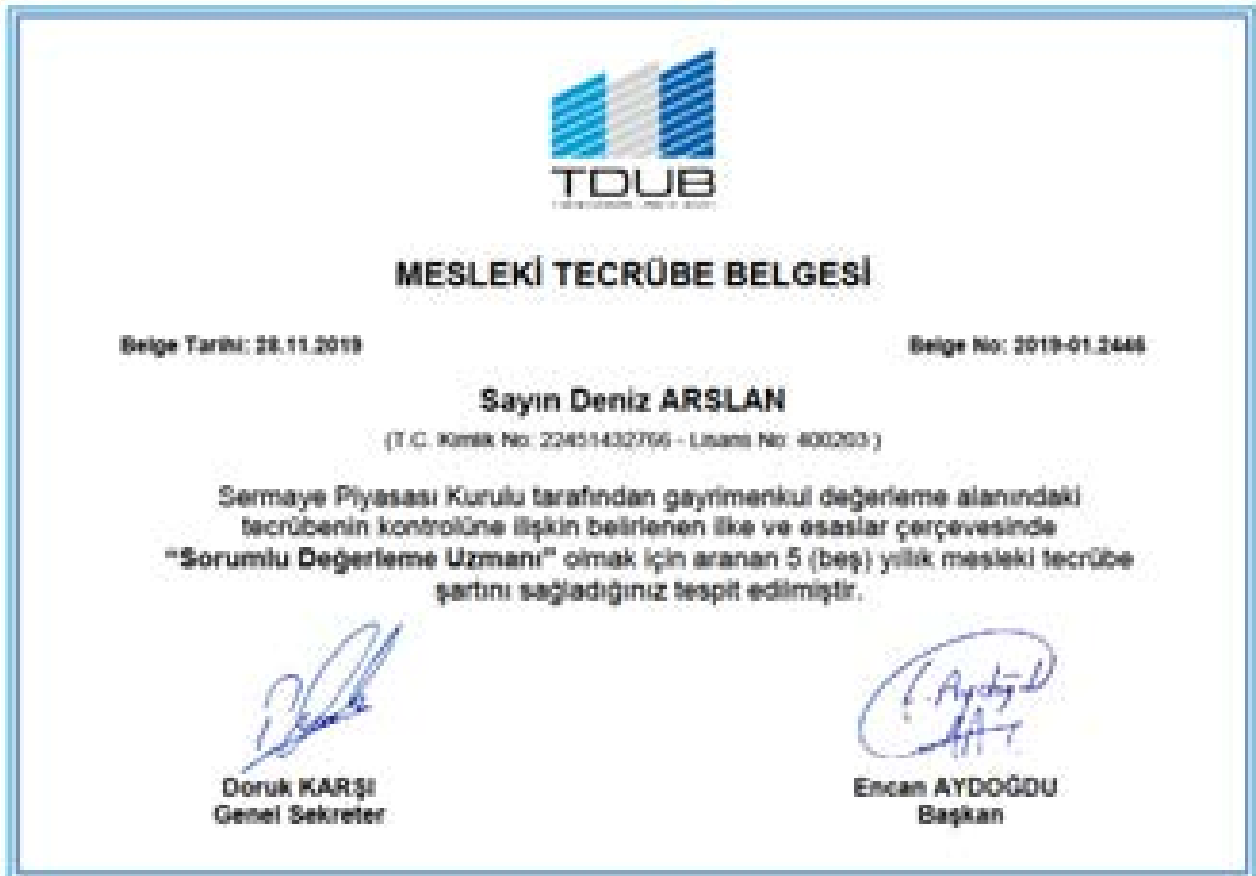 TDUB
MESLEKİ TECRÜBE BELGESİ
Belge Tarihi: 28.11.2019
Belge No: 2019-01.2446
Sayın Deniz ARSLAN
(T.C. Kimlik No: 22451432766 - Lisans No: 400203 )
Sermaye Piyasası Kurulu tarafından gayrimenkul değerleme alanındaki
tecrübenin kontrolüne ilişkin belirlenen ilke ve esaslar çerçevesinde
"Sorumlu Değerleme Uzmanı" olmak için aranan 5 (beş) yıllık mesleki tecrübe
şartını sağladığınız tespit edilmiştir.
Doruk KARŞI
Genel Sekreter
Encan AYDOĞDU
Başkan